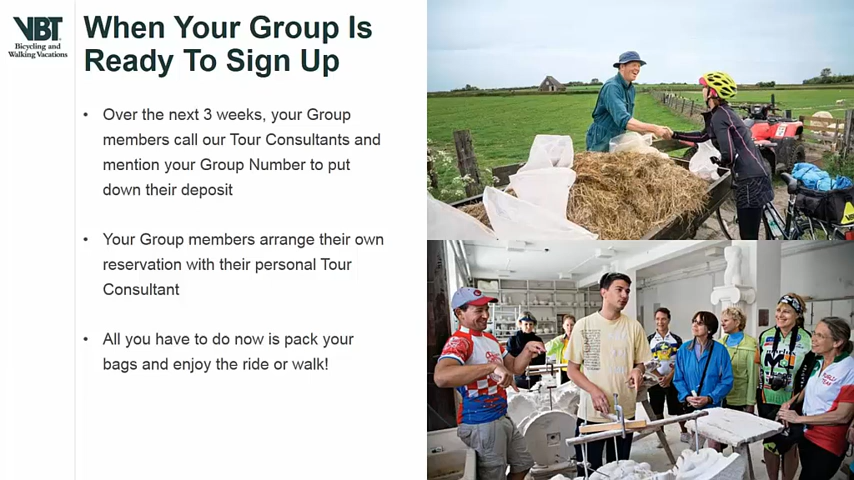 VBT
Bicycling and
Walking Vacations
When Your Group Is
Ready To Sign Up
• Over the next 3 weeks, your Group
members call our Tour Consultants and
mention your Group Number to put
down their deposit
• Your Group members arrange their own
reservation with their personal Tour
Consultant
• All you have to do now is pack your
bags and enjoy the ride or walk!